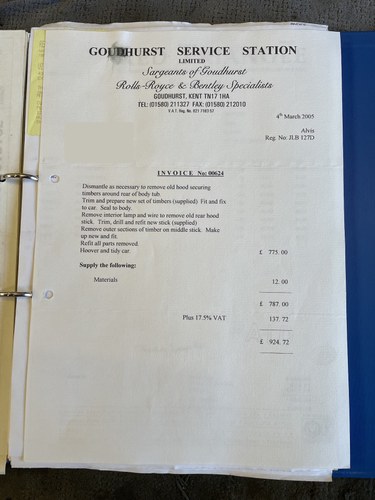 GOUDHURST SERVICE STATION
LIMITED
Sargeants of Goudhurst
Rolls-Royce & Bentley Specialists
GOUDHURST, KENT TN17 1HA
TEL: (01580) 211327 FAX: (01580) 212010
V.A.T. Reg. No. 621 7103 52
4th March 2005
Alvis
Reg. No: JLB 127D
INVOICE No: 00624
Dismantle as necessary to remove old hood securing
timbers around rear of body tub.
Trim and prepare new set of timbers (supplied) Fit and fix
to car. Seal to body.
Remove interior lamp and wire to remove old rear hood
stick. Trim, drill and refit new stick (supplied)
Remove outer sections of timber on middle stick. Make
up new and fit.
Refit all parts removed.
Hoover and tidy car. £ 775.00
Supply the following:
Materials 12.00
£ 787.00
Plus 17.5% VAT 137.72
£ 924.72